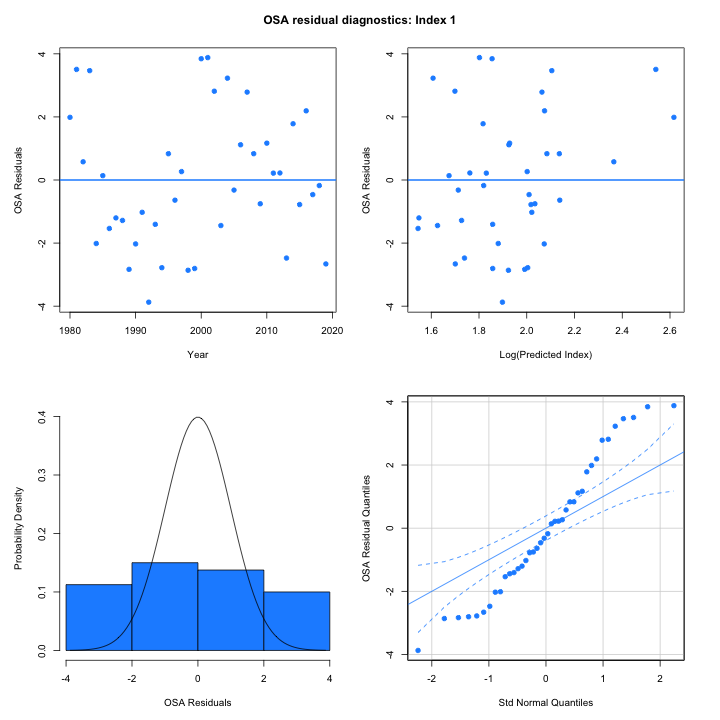 OSA residual diagnostics: Index 1
OSA Residuals
4
2
0
-2
-4
1980 1990 2000 2010 2020
Year
OSA Residuals
4
2
0
-2
-4
1.6 1.8 2.0 2.2 2.4 2.6
Log(Predicted Index)
Probability Density
0.4
0.3
0.2
0.1
0.0
-4 -2 0 2 4
OSA Residuals
OSA Residual Quantiles
4
2
0
-2
-4
-2 -1 0 1 2
Std Normal Quantiles